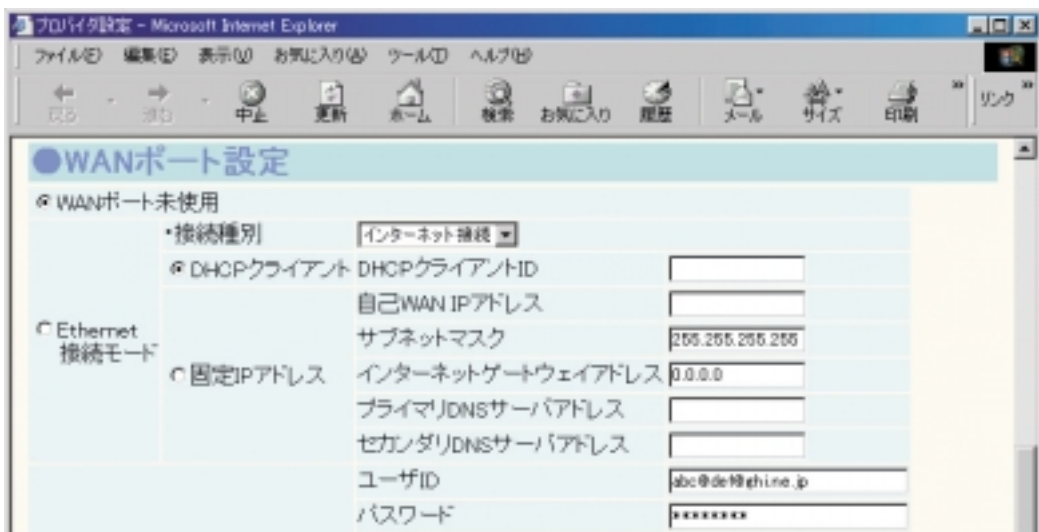 プロバイダ設定 - Microsoft Internet Explorer
ファイル(F) 編集(E) 表示(V) お気に入り(A) ツール(T) ヘルプ(H)
戻る 進む 中止 更新 ホーム 検索 お気に入り 履歴 メール サイズ 印刷 » リンク »
●WANポート設定
WANポート未使用
・接続種別 インターネット接続
DHCPクライアント DHCPクライアントID
自己WAN IPアドレス
Ethernet
接続モード
サブネットマスク 255.255.255.255
固定IPアドレス インターネットゲートウェイアドレス 0.0.0.0
プライマリDNSサーバアドレス
セカンダリDNSサーバアドレス
ユーザID
パスワード ********